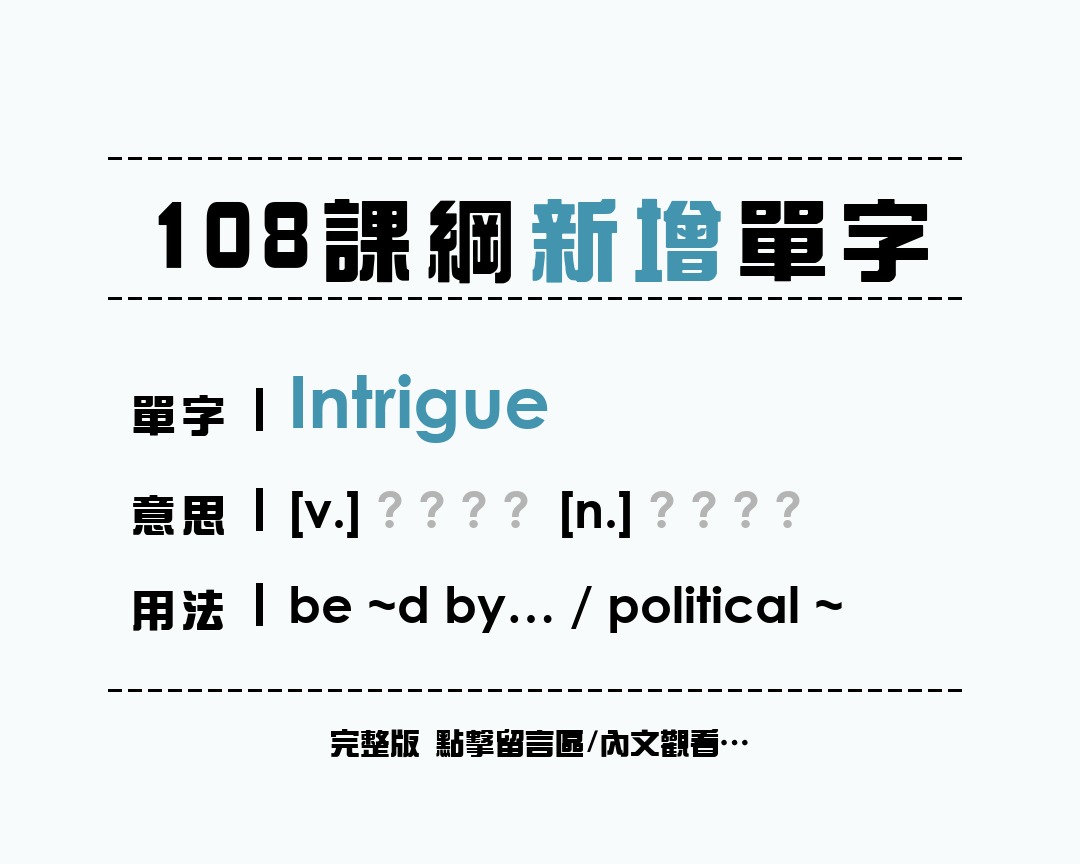 108課綱新增單字
單字 | Intrigue
意思 | [v.] ???? [n.] ????
用法 | be ~d by... / political ~
完整版 點擊留言區/內文觀看...